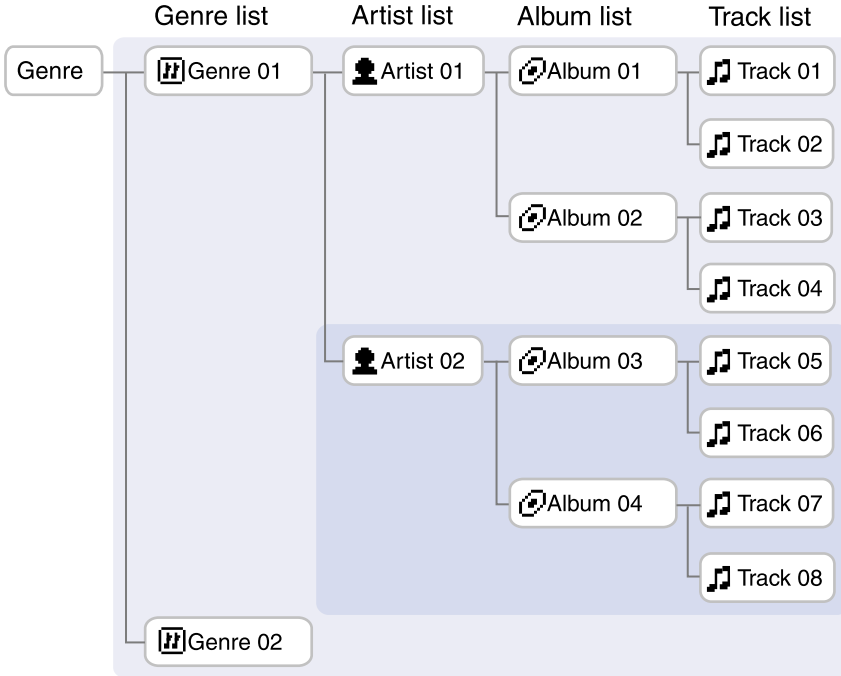 Genre list Artist list Album list Track list
Genre Genre 01 Artist 01 Album 01 Track 01
Track 02
Album 02 Track 03
Track 04
Artist 02 Album 03 Track 05
Track 06
Album 04 Track 07
Track 08
Genre 02